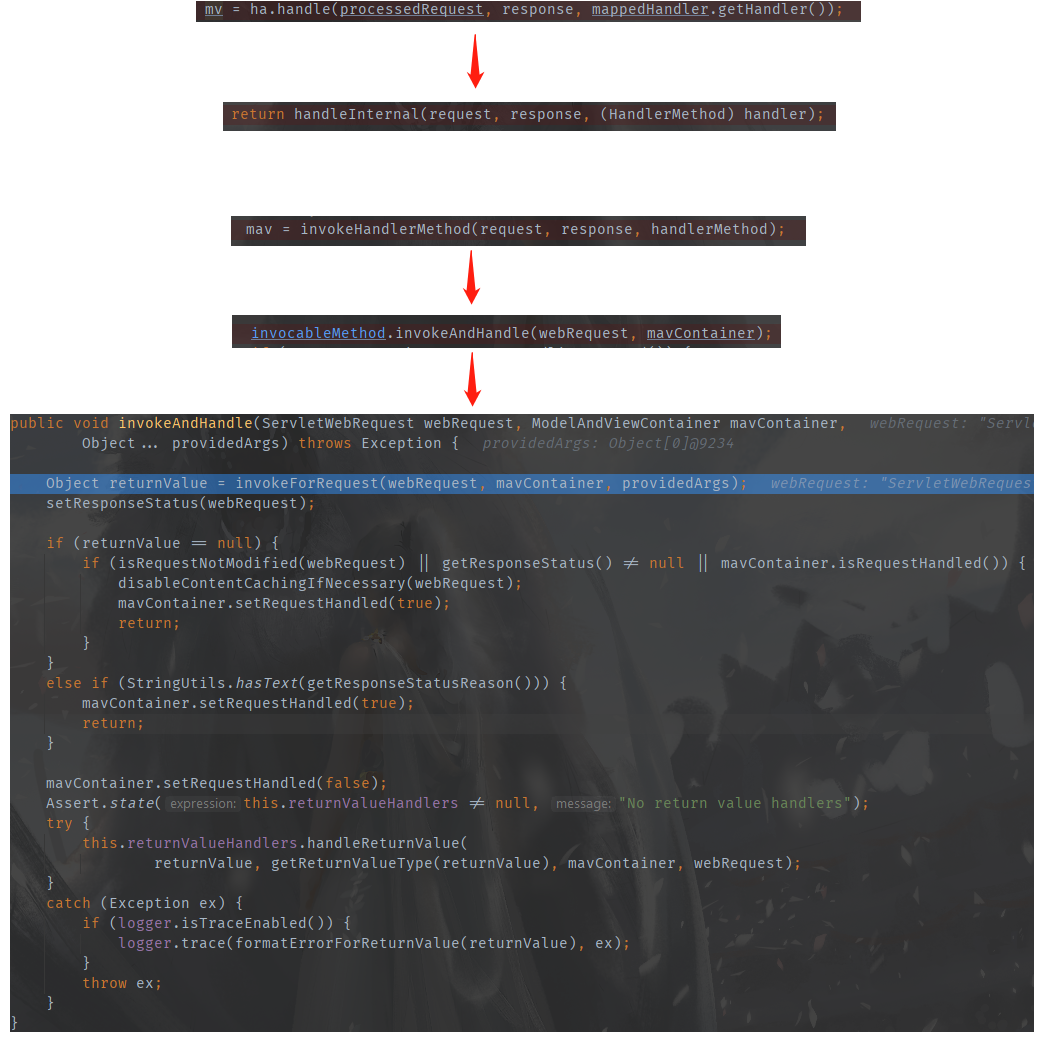 mv = ha.handle(processedRequest, response, mappedHandler.getHandler());
return handleInternal(request, response, (HandlerMethod) handler);
mav = invokeHandlerMethod(request, response, handlerMethod);
invocableMethod.invokeAndHandle(webRequest, mavContainer);
public void invokeAndHandle(ServletWebRequest webRequest, ModelAndViewContainer mavContainer, webRequest: "Servl
Object... providedArgs) throws Exception { providedArgs: Object[0]@9234
Object returnValue = invokeForRequest(webRequest, mavContainer, providedArgs); webRequest: "ServletWebReques
setResponseStatus(webRequest);
if (returnValue == null) {
if (isRequestNotModified(webRequest) || getResponseStatus() != null || mavContainer.isRequestHandled()) {
disableContentCachingIfNecessary(webRequest);
mavContainer.setRequestHandled(true);
return;
}
}
else if (StringUtils.hasText(getResponseStatusReason())) {
mavContainer.setRequestHandled(true);
return;
}
mavContainer.setRequestHandled(false);
Assert.state( expression: this.returnValueHandlers != null, message: "No return value handlers");
try {
this.returnValueHandlers.handleReturnValue(
returnValue, getReturnValueType(returnValue), mavContainer, webRequest);
}
catch (Exception ex) {
if (logger.isTraceEnabled()) {
logger.trace(formatErrorForReturnValue(returnValue), ex);
}
throw ex;
}
}